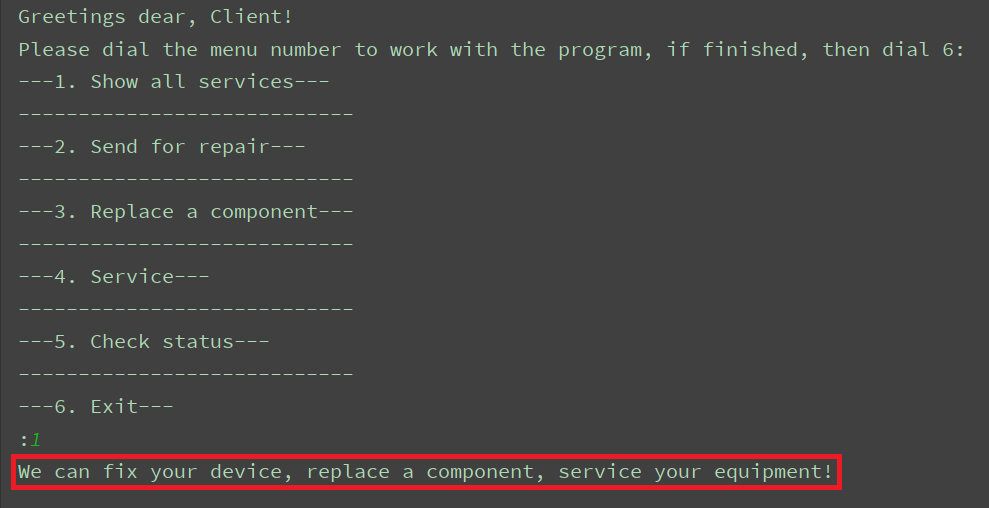 Greetings dear, Client!
Please dial the menu number to work with the program, if finished, then dial 6:
---1. Show all services---
----------------------------
---2. Send for repair---
----------------------------
---3. Replace a component---
----------------------------
---4. Service---
----------------------------
---5. Check status---
----------------------------
---6. Exit---
:1
We can fix your device, replace a component, service your equipment!